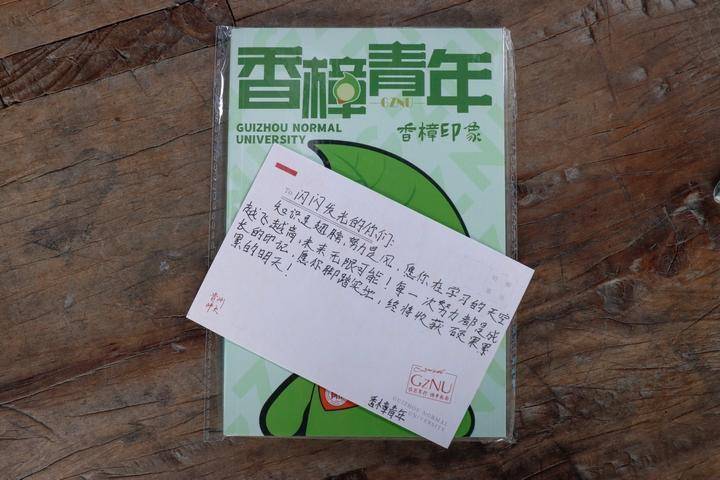 香樟青年
GZNU
GUIZHOU NORMAL
UNIVERSITY
香樟印象
To
闪闪发光的你们:
知识是翅膀,努力是风,愿你在学习的天空
越飞越高,未来无限可能!每一次努力都是成
长的印记,愿你脚踏实地,终将收获硕果累
累的明天!
贵州
师大
GZNU
GUIZHOU NORMAL
UNIVERSITY
香樟青年